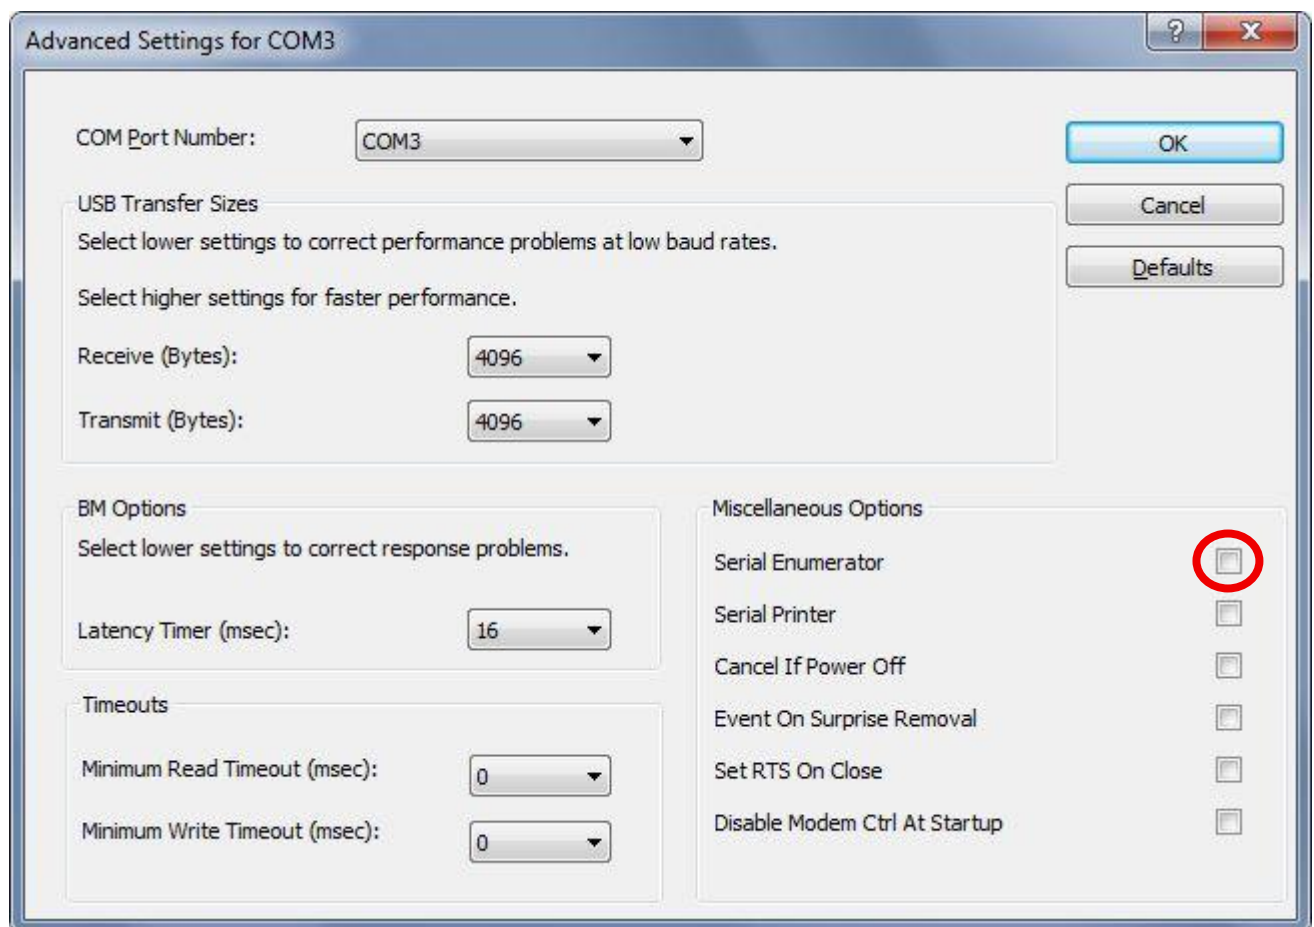 Advanced Settings for COM3
?
COM Port Number:
COM3
OK
USB Transfer Sizes
Cancel
Select lower settings to correct performance problems at low baud rates.
Defaults
Select higher settings for faster performance.
Receive (Bytes):
4096
Transmit (Bytes):
4096
BM Options
Select lower settings to correct response problems.
Latency Timer (msec):
16
Timeouts
Minimum Read Timeout (msec):
0
Minimum Write Timeout (msec):
0
Miscellaneous Options
Serial Enumerator
Serial Printer
Cancel If Power Off
Event On Surprise Removal
Set RTS On Close
Disable Modem Ctrl At Startup